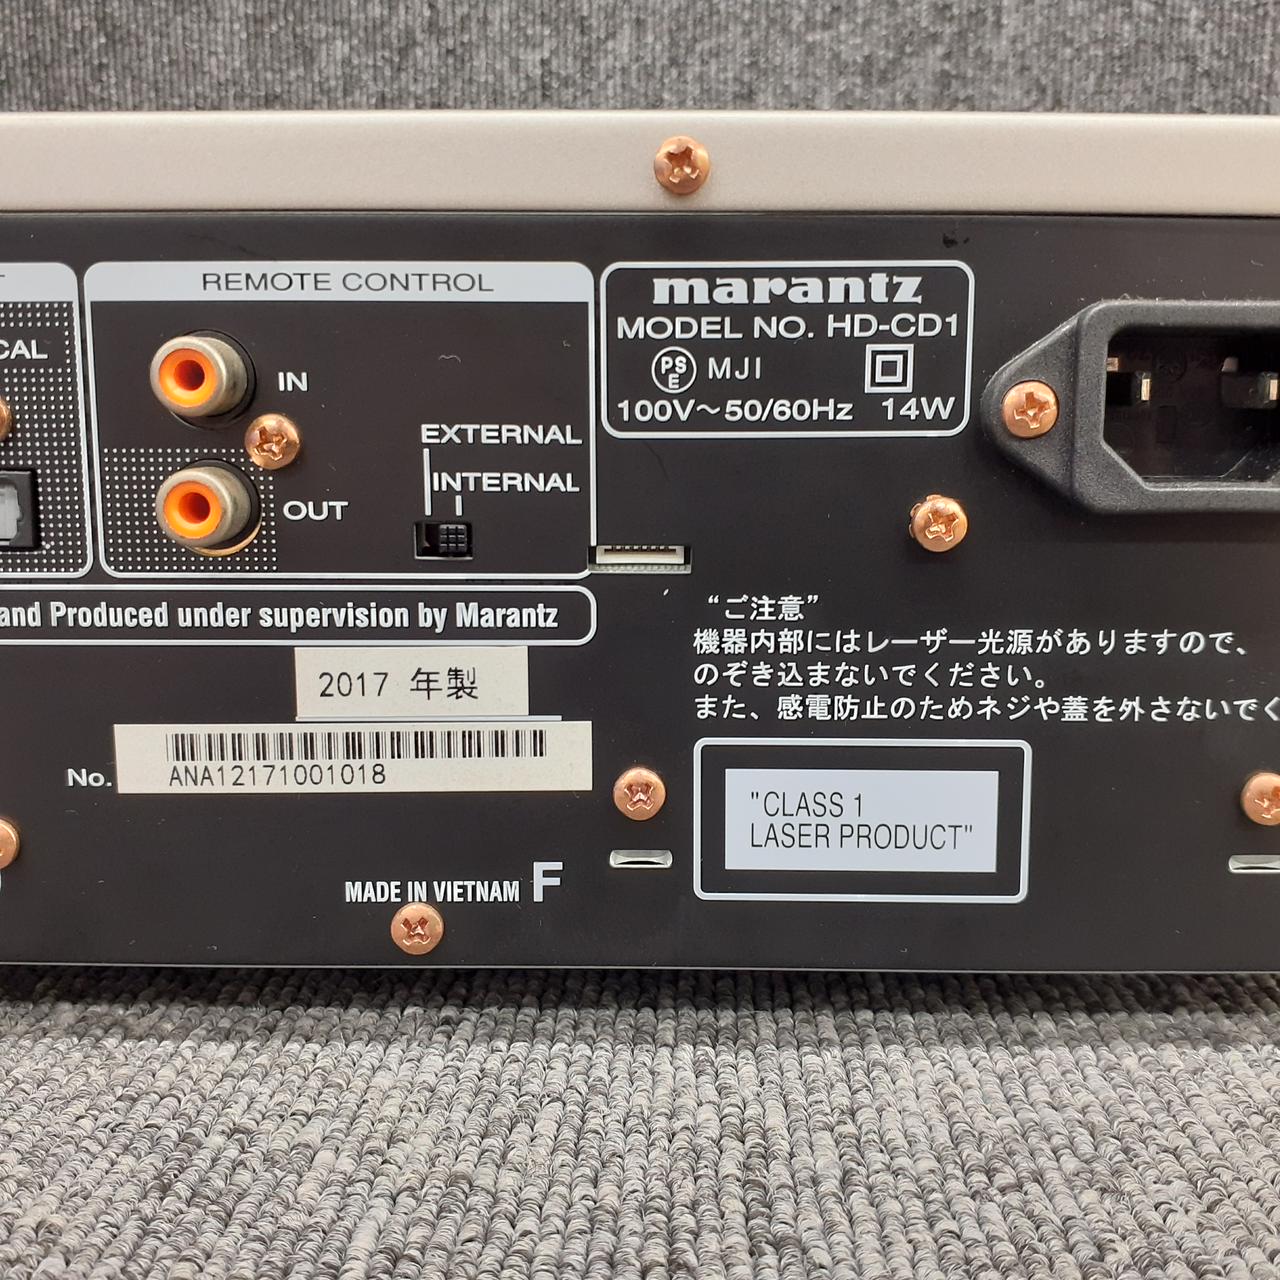 T
REMOTE CONTROL
marantz
MODEL NO. HD-CD1
PS
E
MJI
100V～50/60Hz 14W
CAL
IN
OUT
EXTERNAL
INTERNAL
and Produced under supervision by Marantz
2017 年製
No. ANA12171001018
MADE IN VIETNAM F
“ご注意”
機器内部にはレーザー光源がありますので、
のぞき込まないでください。
また、感電防止のためネジや蓋を外さないでく
"CLASS 1
LASER PRODUCT"